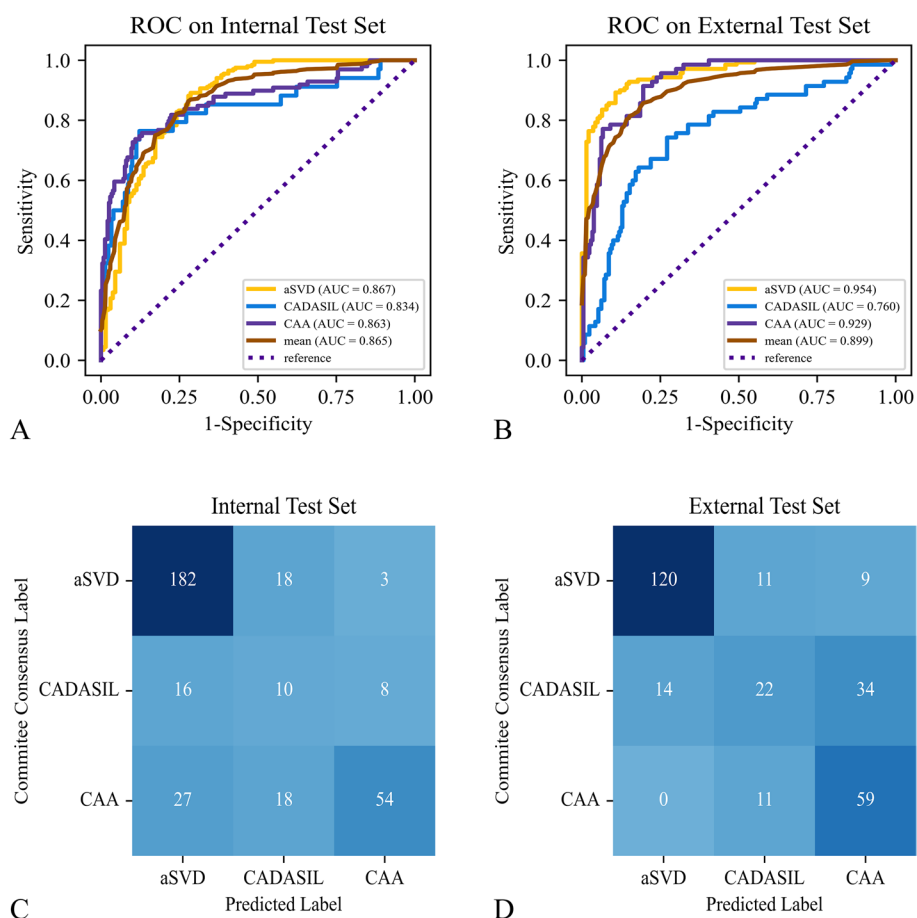 ROC on Internal Test Set
1.0
0.8
0.6
0.4
0.2
0.0
Sensitivity
aSVD (AUC = 0.867)
CADASIL (AUC = 0.834)
CAA (AUC = 0.863)
mean (AUC = 0.865)
reference
0.00 0.25 0.50 0.75 1.00
1-Specificity
A
ROC on External Test Set
1.0
0.8
0.6
0.4
0.2
0.0
Sensitivity
aSVD (AUC = 0.954)
CADASIL (AUC = 0.760)
CAA (AUC = 0.929)
mean (AUC = 0.899)
reference
0.00 0.25 0.50 0.75 1.00
1-Specificity
B
Internal Test Set
Commitee Consensus Label
aSVD 182 18 3
CADASIL 16 10 8
CAA 27 18 54
aSVD CADASIL CAA
Predicted Label
C
External Test Set
Commitee Consensus Label
aSVD 120 11 9
CADASIL 14 22 34
CAA 0 11 59
aSVD CADASIL CAA
Predicted Label
D